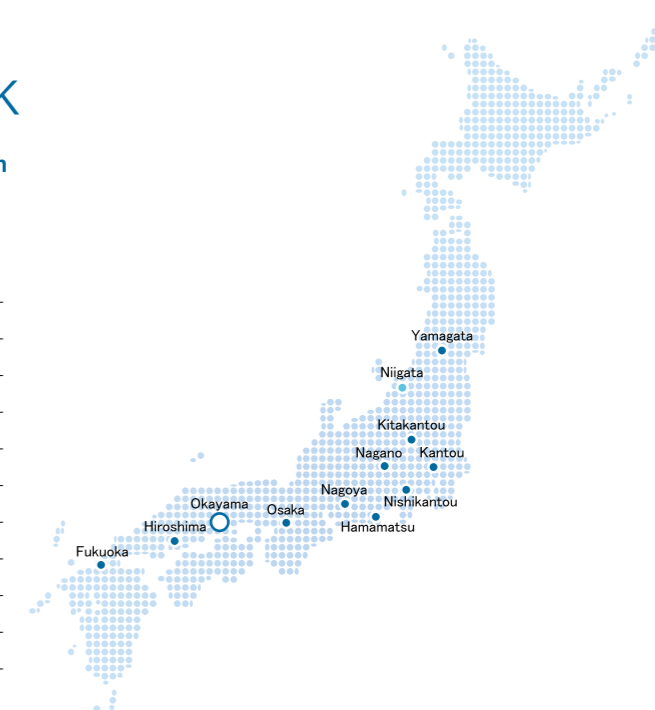 K
n
Yamagata
Niigata
Kitakantou
Nagano
Kantou
Nagoya
Nishikantou
Okayama
Osaka
Hamamatsu
Hiroshima
Fukuoka